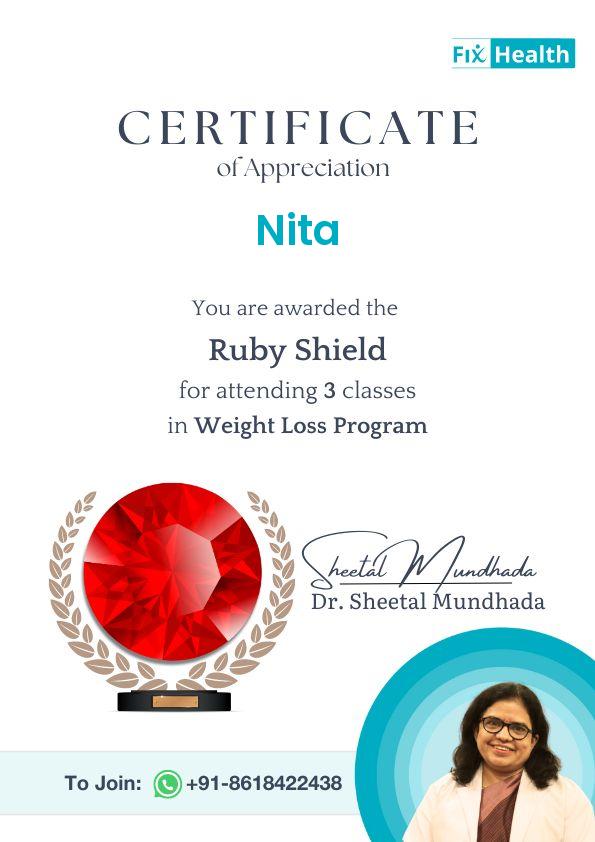 Fix Health
CERTIFICATE
of Appreciation
Nita
You are awarded the
Ruby Shield
for attending 3 classes
in Weight Loss Program
Sheetal Mundhada
Dr. Sheetal Mundhada
To Join: +91-8618422438